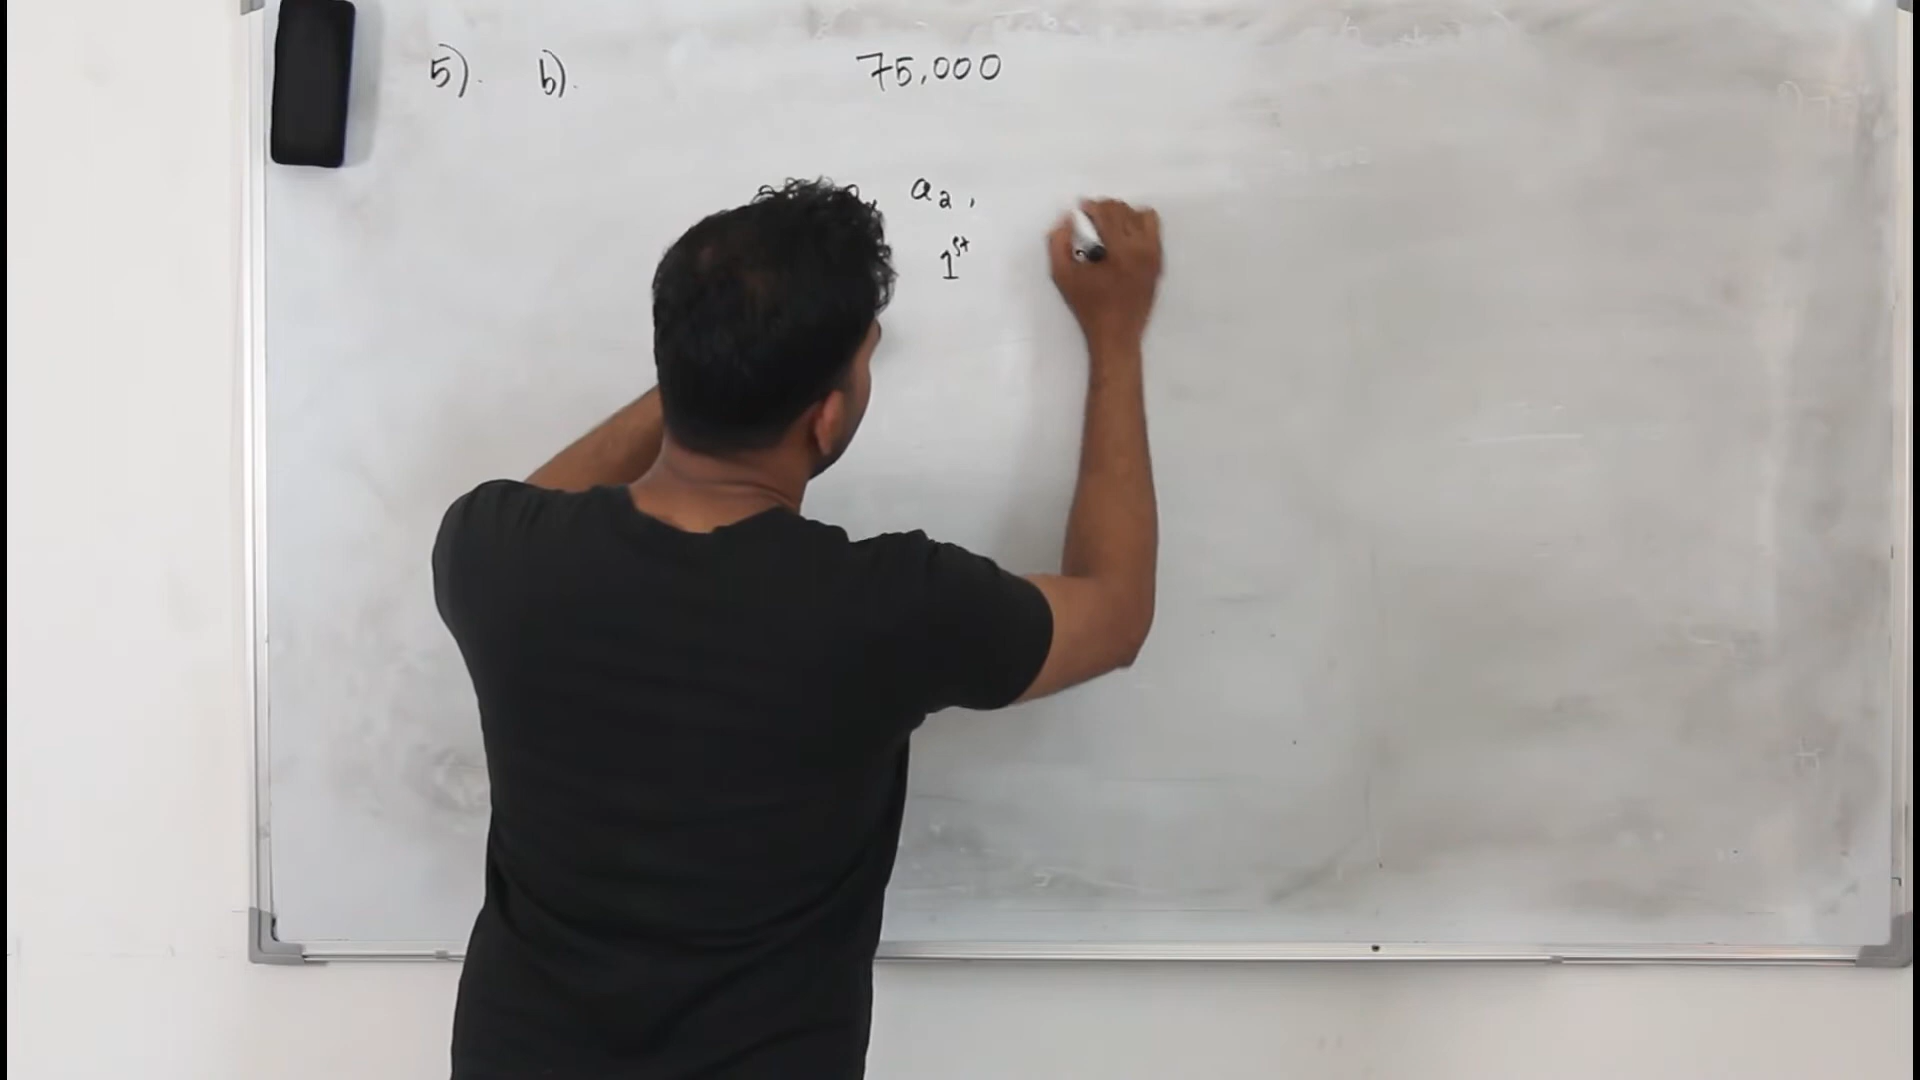 5). b). 75,000
a₂,
1ˢᵗ